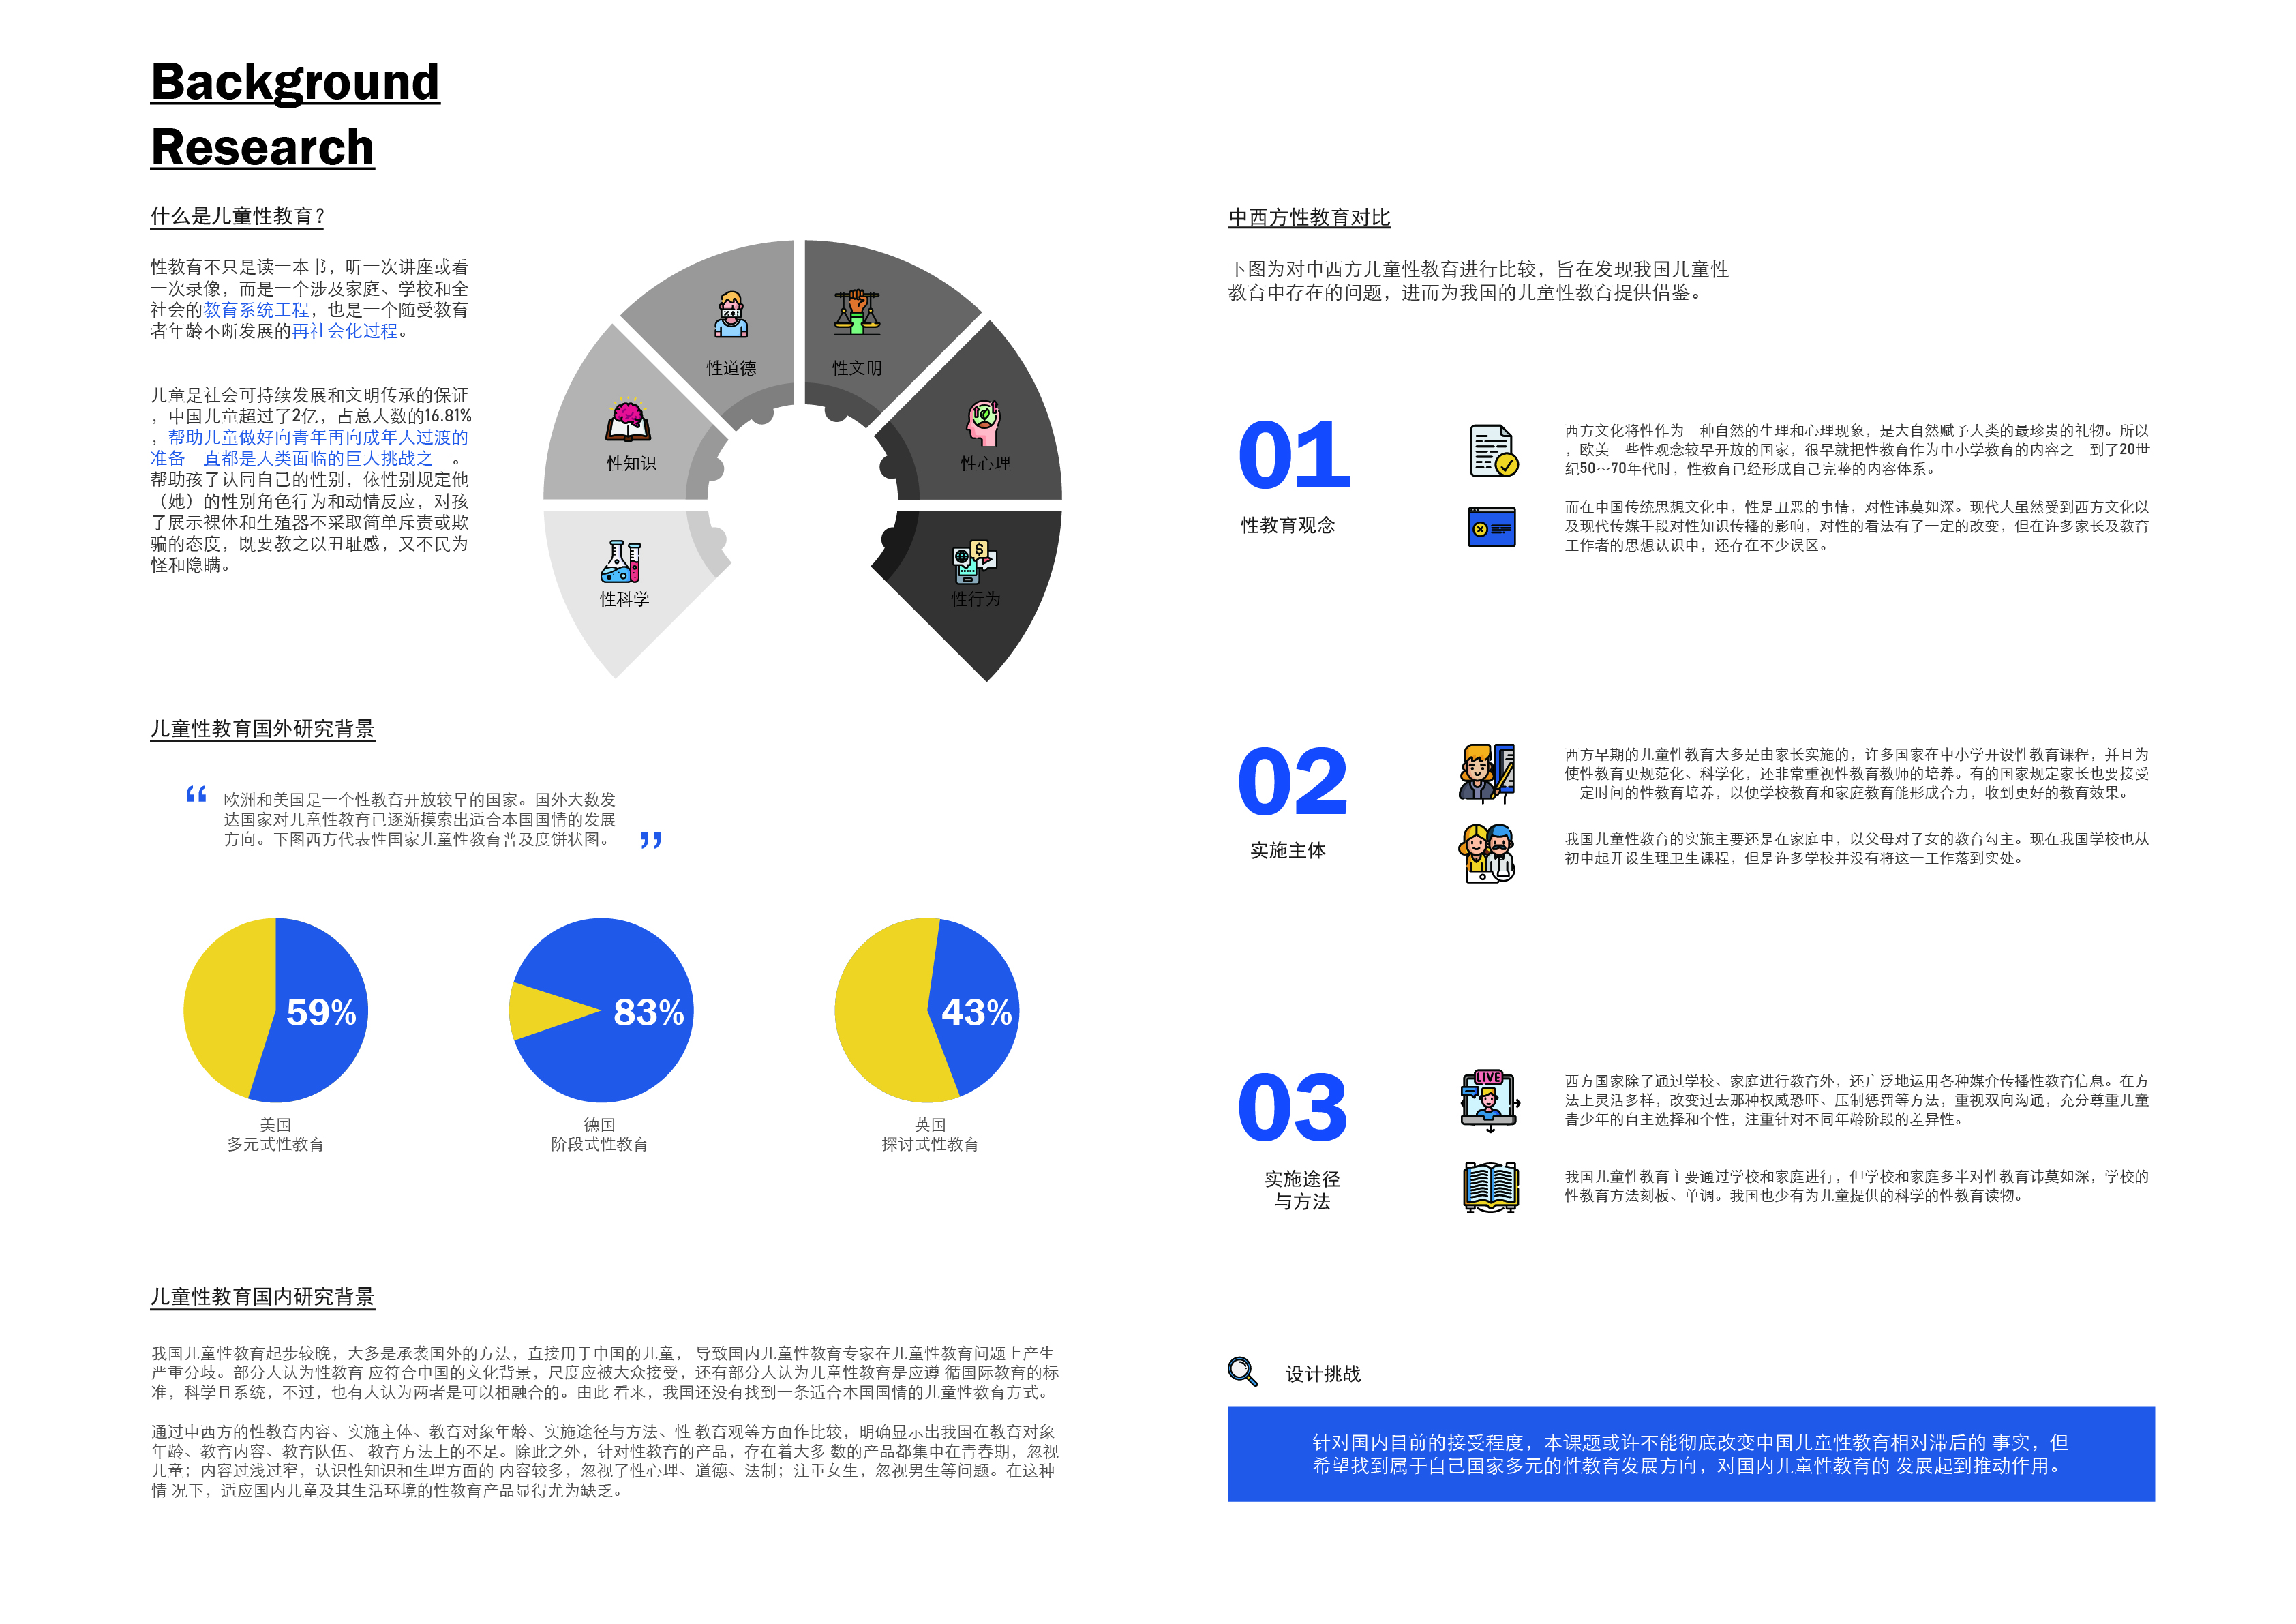 Background
Research
什么是儿童性教育?
性教育不只是读一本书，听一次讲座或看
一次录像，而是一个涉及家庭、学校和全
社会的教育系统工程，也是一个随受教育
者年龄不断发展的再社会化过程。
儿童是社会可持续发展和文明传承的保证
，中国儿童超过了2亿，占总人数的16.81%
，帮助儿童做好向青年再向成年人过渡的
准备一直都是人类面临的巨大挑战之一。
帮助孩子认同自己的性别，依性别规定他
（她）的性别角色行为和动情反应，对孩
子展示裸体和生殖器不采取简单斥责或欺
骗的态度，既要教之以丑耻感，又不民为
怪和隐瞒。
性道德
性文明
性知识
性心理
性科学
性行为
儿童性教育国外研究背景
“
欧洲和美国是一个性教育开放较早的国家。国外大数发
达国家对儿童性教育已逐渐摸索出适合本国国情的发展
方向。下图西方代表性国家儿童性教育普及度饼状图。
”
59%
83%
43%
美国
多元式性教育
德国
阶段式性教育
英国
探讨式性教育
儿童性教育国内研究背景
我国儿童性教育起步较晚，大多是承袭国外的方法，直接用于中国的儿童， 导致国内儿童性教育专家在儿童性教育问题上产生
严重分歧。部分人认为性教育 应符合中国的文化背景，尺度应被大众接受，还有部分人认为儿童性教育是应遵 循国际教育的标
准，科学且系统，不过，也有人认为两者是可以相融合的。由此 看来，我国还没有找到一条适合本国国情的儿童性教育方式。
通过中西方的性教育内容、实施主体、教育对象年龄、实施途径与方法、性 教育观等方面作比较，明确显示出我国在教育对象
年龄、教育内容、教育队伍、 教育方法上的不足。除此之外，针对性教育的产品，存在着大多 数的产品都集中在青春期，忽视
儿童；内容过浅过窄，认识性知识和生理方面的 内容较多，忽视了性心理、道德、法制；注重女生，忽视男生等问题。在这种
情 况下，适应国内儿童及其生活环境的性教育产品显得尤为缺乏。
中西方性教育对比
下图为对中西方儿童性教育进行比较，旨在发现我国儿童性
教育中存在的问题，进而为我国的儿童性教育提供借鉴。
01
性教育观念
西方文化将性作为一种自然的生理和心理现象，是大自然赋予人类的最珍贵的礼物。所以
，欧美一些性观念较早开放的国家，很早就把性教育作为中小学教育的内容之一到了20世
纪50～70年代时，性教育已经形成自己完整的内容体系。
而在中国传统思想文化中，性是丑恶的事情，对性讳莫如深。现代人虽然受到西方文化以
及现代传媒手段对性知识传播的影响，对性的看法有了一定的改变，但在许多家长及教育
工作者的思想认识中，还存在不少误区。
02
实施主体
西方早期的儿童性教育大多是由家长实施的，许多国家在中小学开设性教育课程，并且为
使性教育更规范化、科学化，还非常重视性教育教师的培养。有的国家规定家长也要接受
一定时间的性教育培养，以便学校教育和家庭教育能形成合力，收到更好的教育效果。
我国儿童性教育的实施主要还是在家庭中，以父母对子女的教育勾主。现在我国学校也从
初中起开设生理卫生课程，但是许多学校并没有将这一工作落到实处。
03
实施途径
与方法
LIVE
西方国家除了通过学校、家庭进行教育外，还广泛地运用各种媒介传播性教育信息。在方
法上灵活多样，改变过去那种权威恐吓、压制惩罚等方法，重视双向沟通，充分尊重儿童
青少年的自主选择和个性，注重针对不同年龄阶段的差异性。
我国儿童性教育主要通过学校和家庭进行，但学校和家庭多半对性教育讳莫如深，学校的
性教育方法刻板、单调。我国也少有为儿童提供的科学的性教育读物。
设计挑战
针对国内目前的接受程度，本课题或许不能彻底改变中国儿童性教育相对滞后的 事实，但
希望找到属于自己国家多元的性教育发展方向，对国内儿童性教育的 发展起到推动作用。